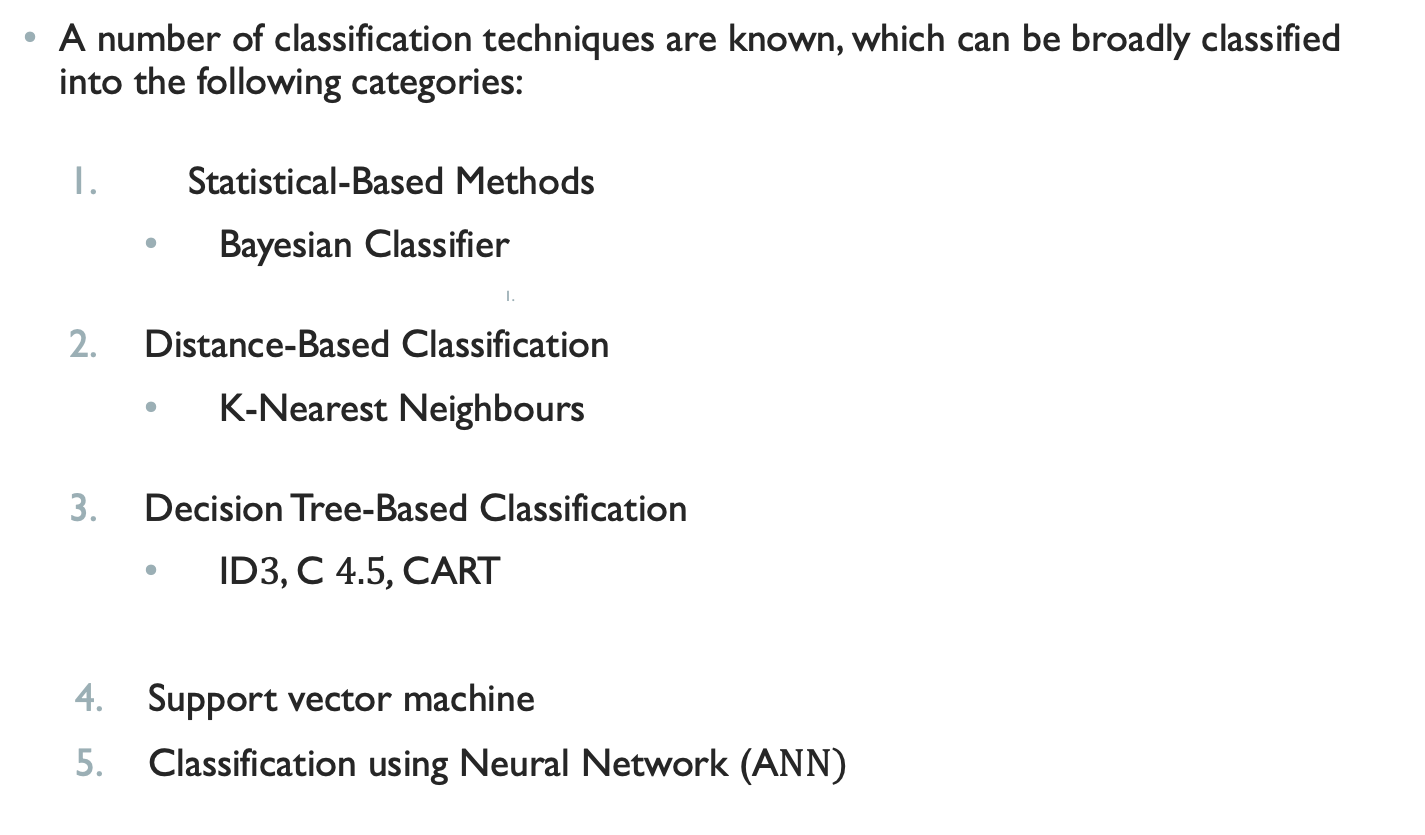 • A number of classification techniques are known, which can be broadly classified
into the following categories:
1. Statistical-Based Methods
• Bayesian Classifier
1.
2. Distance-Based Classification
• K-Nearest Neighbours
3. Decision Tree-Based Classification
• ID3, C 4.5, CART
4. Support vector machine
5. Classification using Neural Network (ANN)